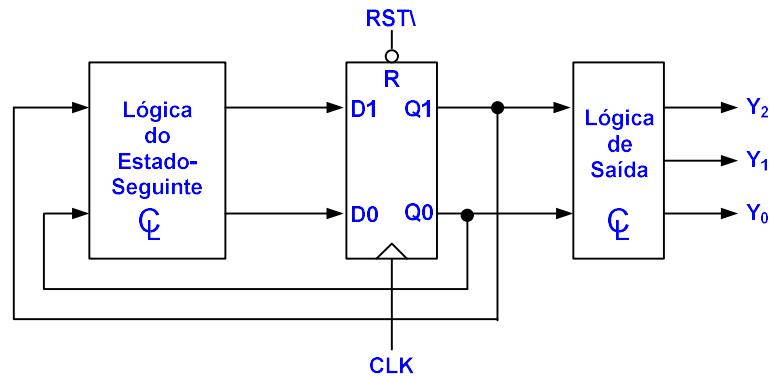 RST\
Lógica
do
Estado-
Seguinte
CL
R
D1
Q1
D0
Q0
Lógica
de
Saída
CL
Y2
Y1
Y0
CLK